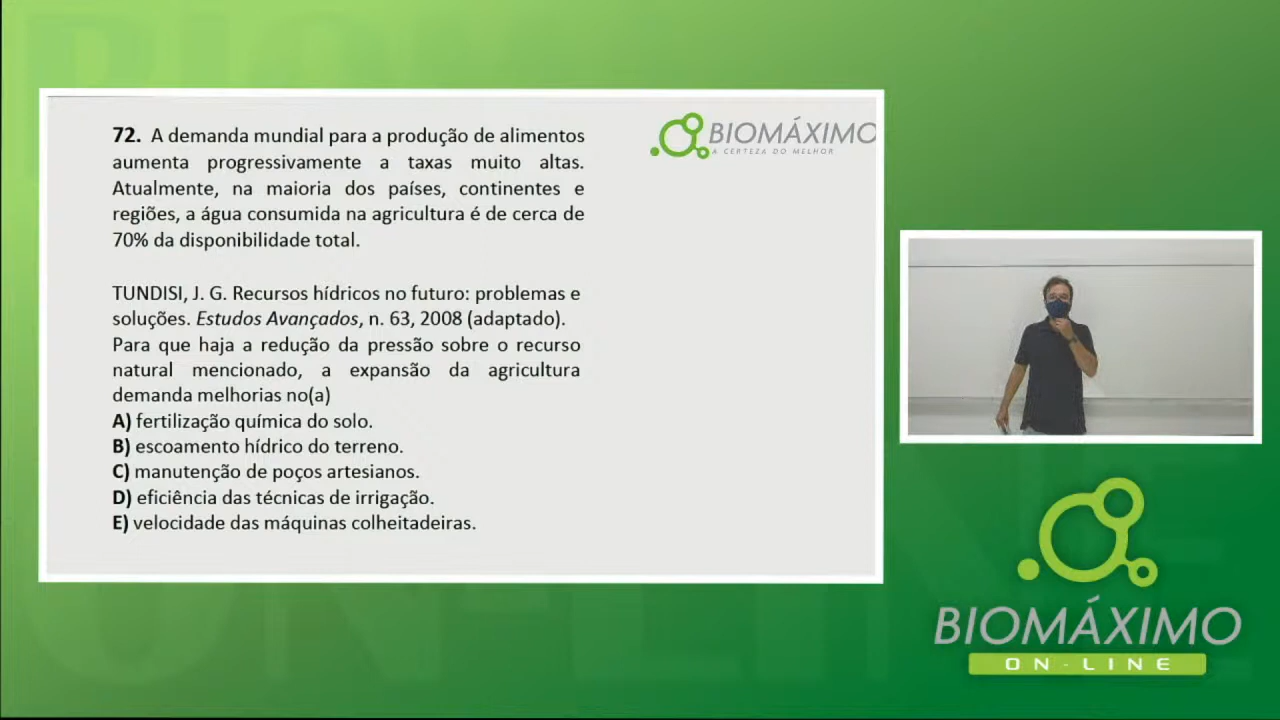 72. A demanda mundial para a produção de alimentos
aumenta progressivamente a taxas muito altas.
Atualmente, na maioria dos países, continentes e
regiões, a água consumida na agricultura é de cerca de
70% da disponibilidade total.
TUNDISI, J. G. Recursos hídricos no futuro: problemas e
soluções. Estudos Avançados, n. 63, 2008 (adaptado).
Para que haja a redução da pressão sobre o recurso
natural mencionado, a expansão da agricultura
demanda melhorias no(a)
A) fertilização química do solo.
B) escoamento hídrico do terreno.
C) manutenção de poços artesianos.
D) eficiência das técnicas de irrigação.
E) velocidade das máquinas colheitadeiras.
BIOMÁXIMO
A CERTEZA DO MELHOR
BIOMÁXIMO
ON-LINE